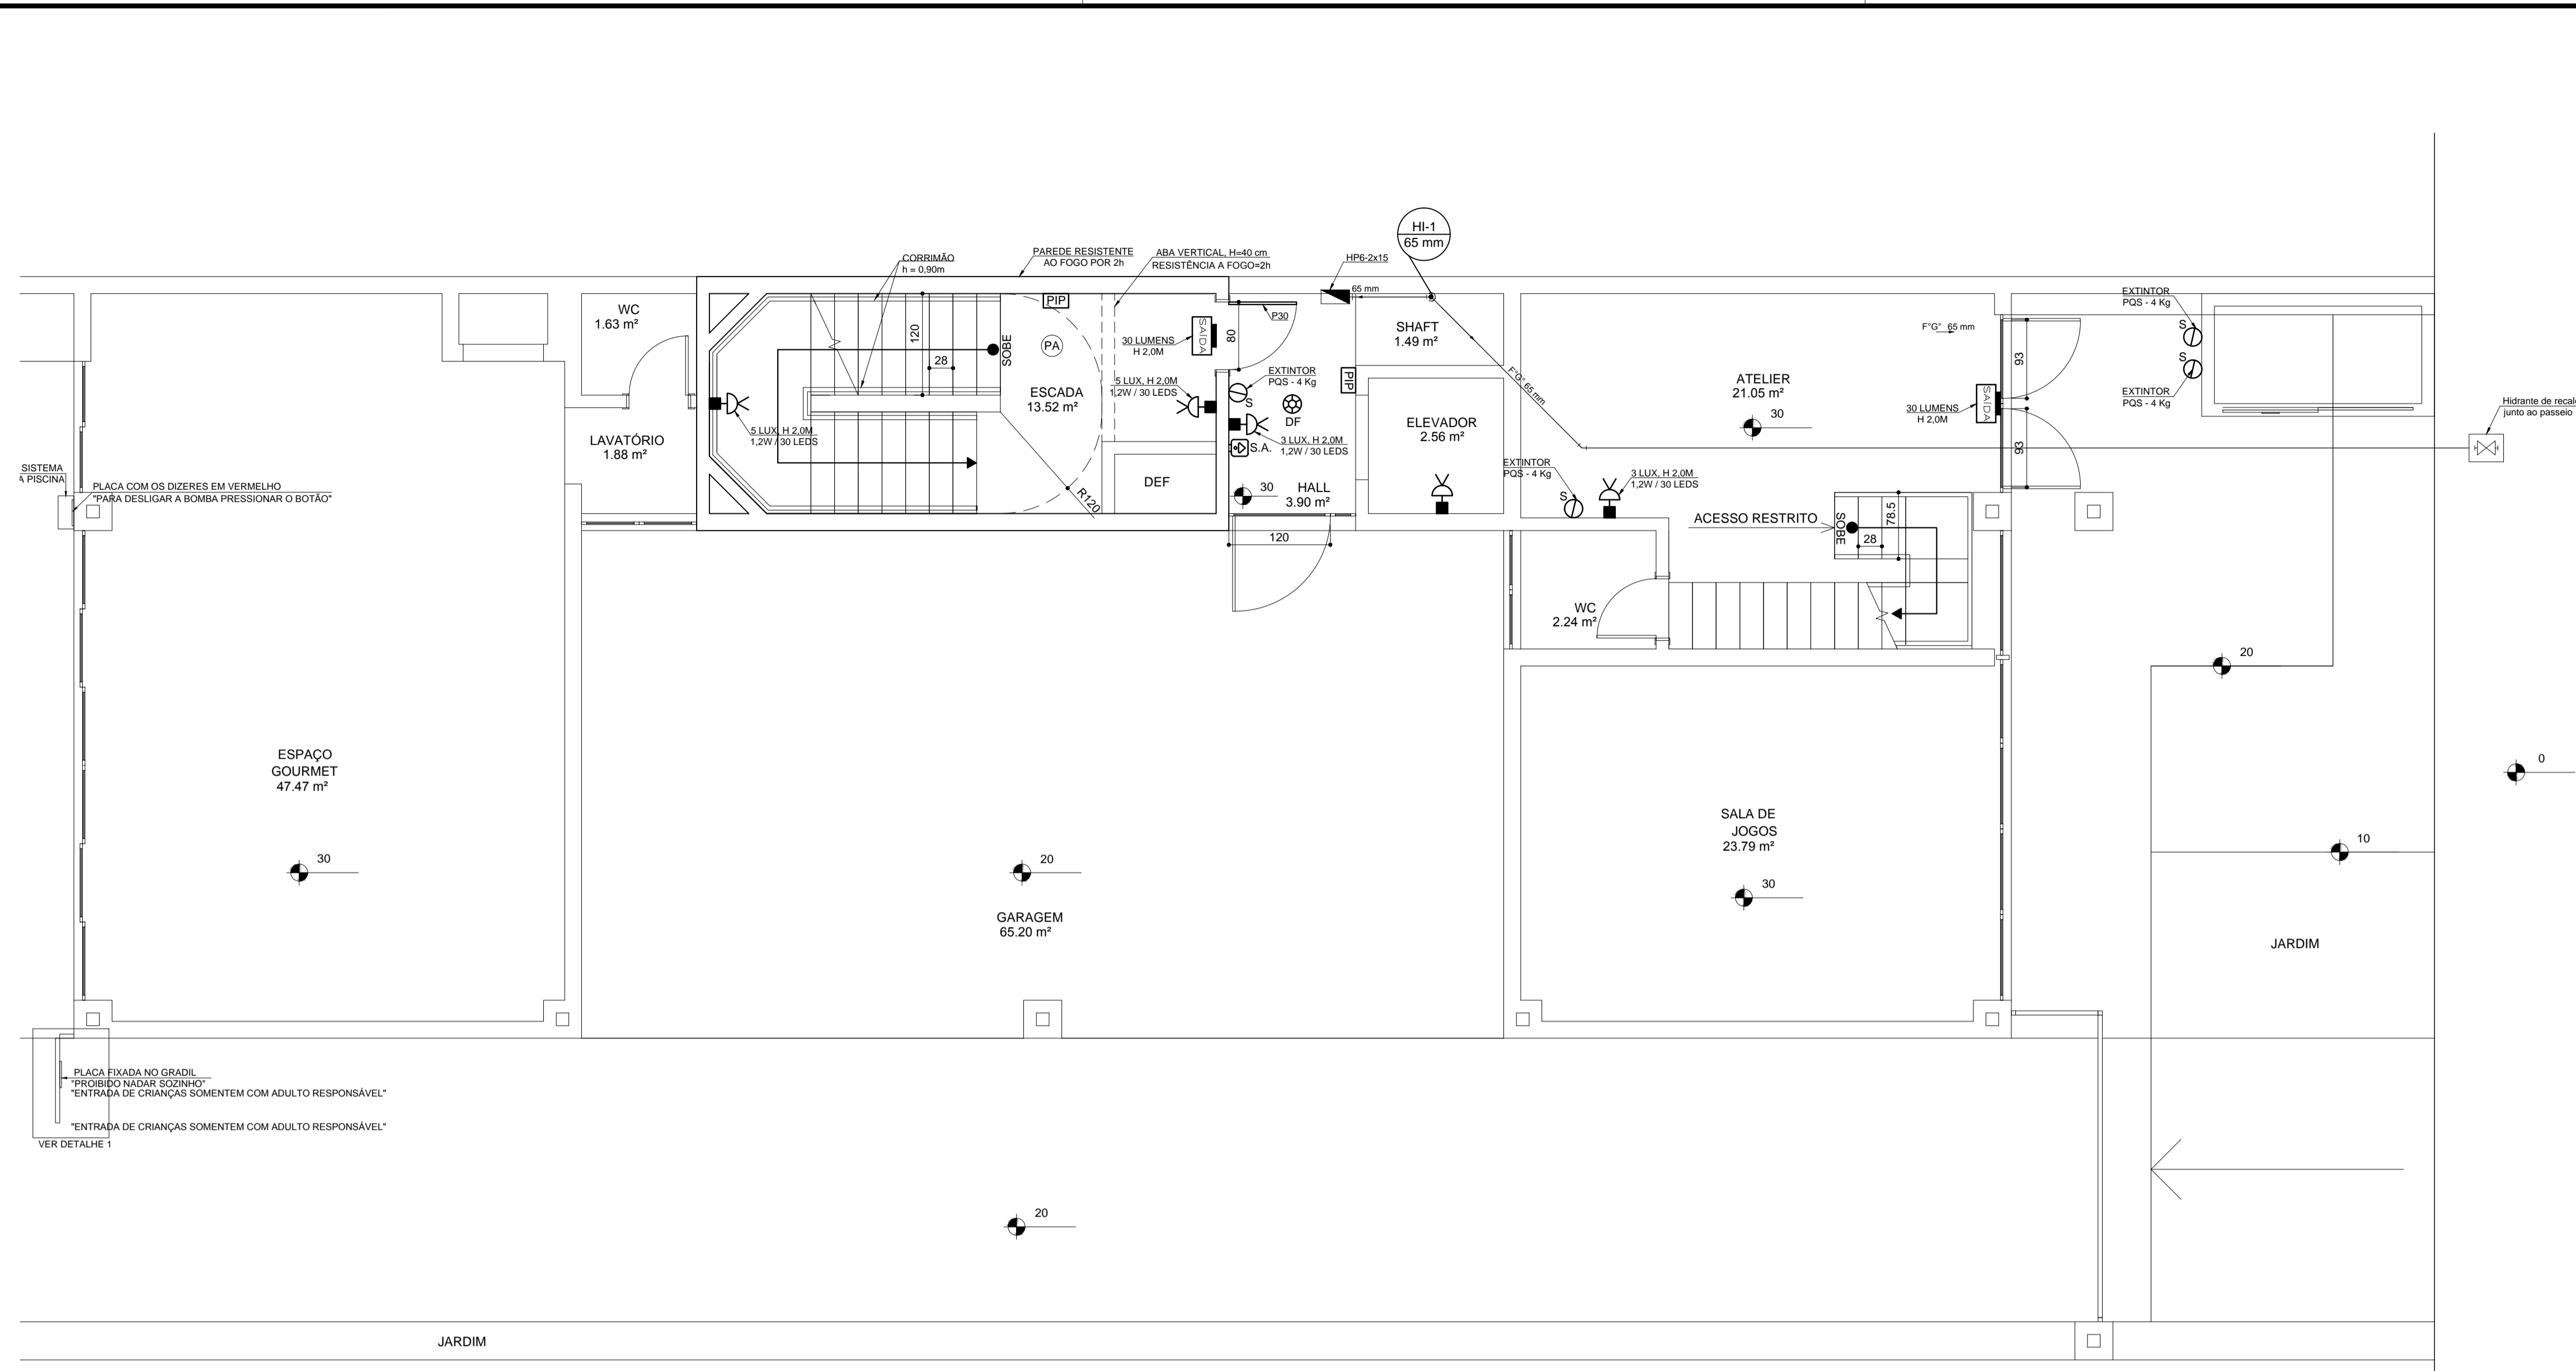 HI-1
65 mm
CORRIMÃO
h = 0,90m
PAREDE RESISTENTE
AO FOGO POR 2h
ABA VERTICAL, H=40 cm
RESISTÊNCIA A FOGO=2h
HP6-2x15
65 mm
WC
1.63 m²
120
28
SOBE
PIP
PA
ESCADA
13.52 m²
SAÍDA
30 LUMENS
H 2,0M
80
P30
5 LUX, H 2,0M
1,2W / 30 LEDS
EXTINTOR
PQS - 4 Kg
S
DF
3 LUX, H 2,0M
1,2W / 30 LEDS
S.A.
PIP
SHAFT
1.49 m²
F°G° 65 mm
ELEVADOR
2.56 m²
ATELIER
21.05 m²
30
F°G° 65 mm
SAÍDA
30 LUMENS
H 2,0M
93
93
EXTINTOR
PQS - 4 Kg
S
S
EXTINTOR
PQS - 4 Kg
Hidrante de recal
junto ao passeio
LAVATÓRIO
1.88 m²
5 LUX, H 2,0M
1,2W / 30 LEDS
SISTEMA
A PISCINA
PLACA COM OS DIZERES EM VERMELHO
"PARA DESLIGAR A BOMBA PRESSIONAR O BOTÃO"
DEF
R120
30
HALL
3.90 m²
120
EXTINTOR
PQS - 4 Kg
S
3 LUX, H 2,0M
1,2W / 30 LEDS
ACESSO RESTRITO
SOBE
28
78.5
WC
2.24 m²
20
ESPAÇO
GOURMET
47.47 m²
30
20
GARAGEM
65.20 m²
SALA DE
JOGOS
23.79 m²
30
0
10
JARDIM
PLACA FIXADA NO GRADIL
"PROIBIDO NADAR SOZINHO"
"ENTRADA DE CRIANÇAS SOMENTEM COM ADULTO RESPONSÁVEL"
"ENTRADA DE CRIANÇAS SOMENTEM COM ADULTO RESPONSÁVEL"
VER DETALHE 1
20
JARDIM